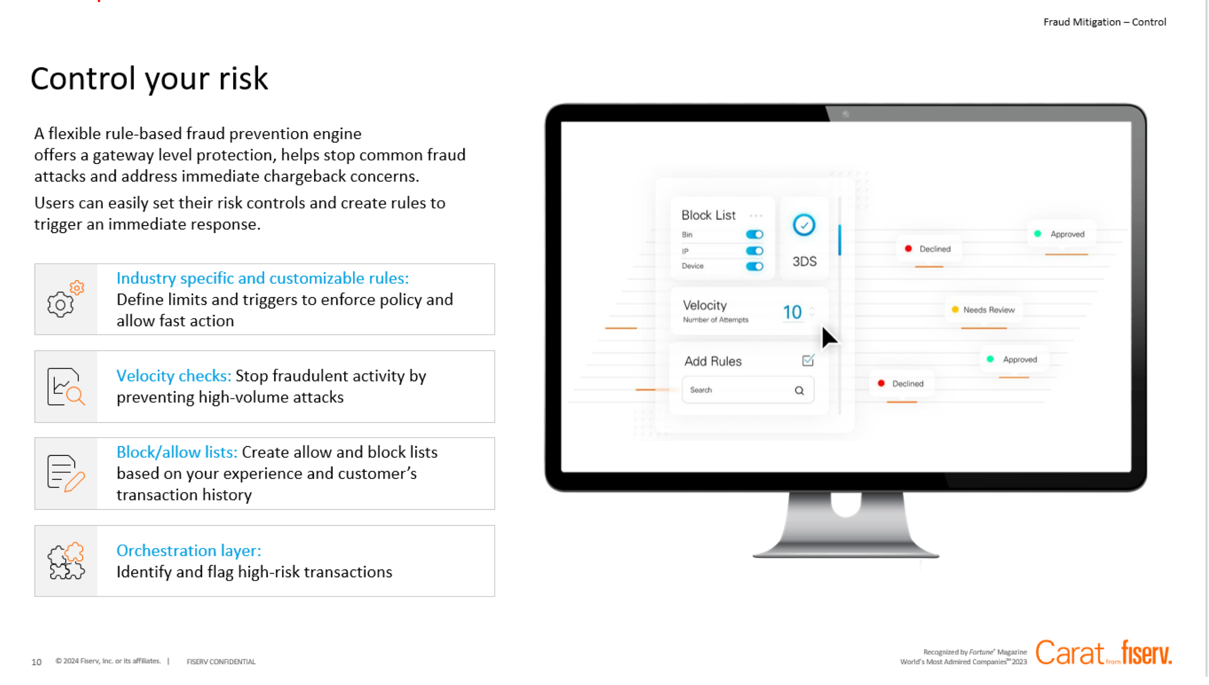 Fraud Mitigation – Control
Control your risk
A flexible rule-based fraud prevention engine
offers a gateway level protection, helps stop common fraud
attacks and address immediate chargeback concerns.
Users can easily set their risk controls and create rules to
trigger an immediate response.
Industry specific and customizable rules:
Define limits and triggers to enforce policy and
allow fast action
Velocity checks: Stop fraudulent activity by
preventing high-volume attacks
Block/allow lists: Create allow and block lists
based on your experience and customer’s
transaction history
Orchestration layer:
Identify and flag high-risk transactions
Block List
Bin
IP
Device
3DS
Velocity
Number of Attempts
10
Add Rules
Search
Approved
Declined
Needs Review
Approved
Declined
10 © 2024 Fiserv, Inc. or its affiliates. | FISERV CONFIDENTIAL
Recognized by Fortune® Magazine
World's Most Admired Companies™ 2023
Carat from fiserv.